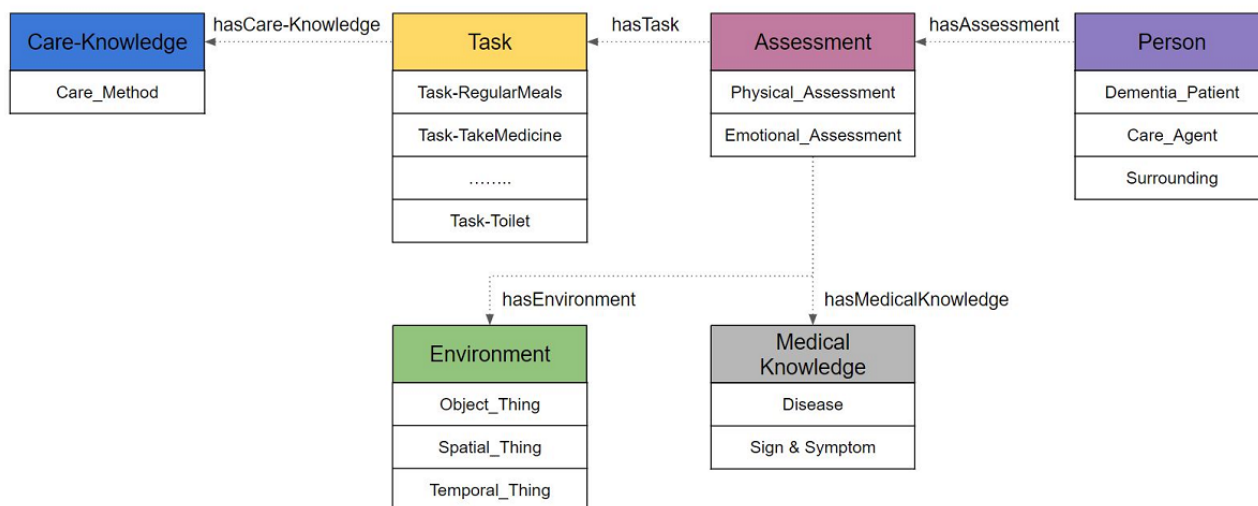 hasCare-Knowledge
hasTask
hasAssessment
Care-Knowledge
Task
Assessment
Person
Care_Method
Task-RegularMeals
Physical_Assessment
Dementia_Patient
Task-TakeMedicine
Emotional_Assessment
Care_Agent
........
Surrounding
Task-Toilet
hasEnvironment
hasMedicalKnowledge
Environment
Medical
Knowledge
Object_Thing
Disease
Spatial_Thing
Sign & Symptom
Temporal_Thing